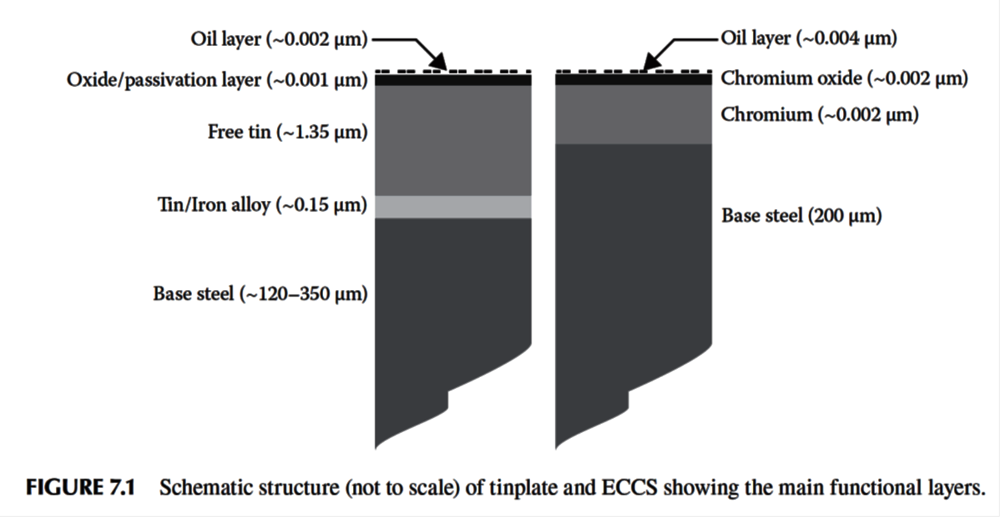 Oil layer (~0.002 µm)
Oxide/passivation layer (~0.001 µm)
Free tin (~1.35 µm)
Tin/Iron alloy (~0.15 µm)
Base steel (~120–350 µm)
Oil layer (~0.004 µm)
Chromium oxide (~0.002 µm)
Chromium (~0.002 µm)
Base steel (200 µm)
FIGURE 7.1 Schematic structure (not to scale) of tinplate and ECCS showing the main functional layers.